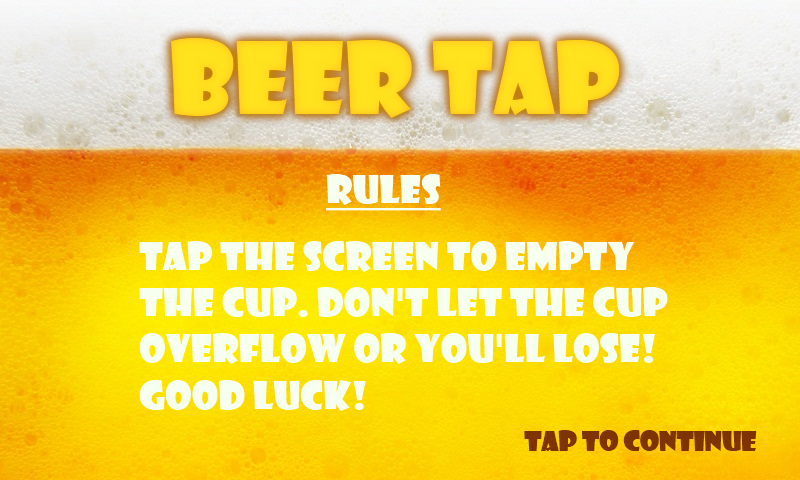 BEER TAP
RULES
TAP THE SCREEN TO EMPTY
THE CUP. DON'T LET THE CUP
OVERFLOW OR YOU'LL LOSE!
GOOD LUCK!
TAP TO CONTINUE